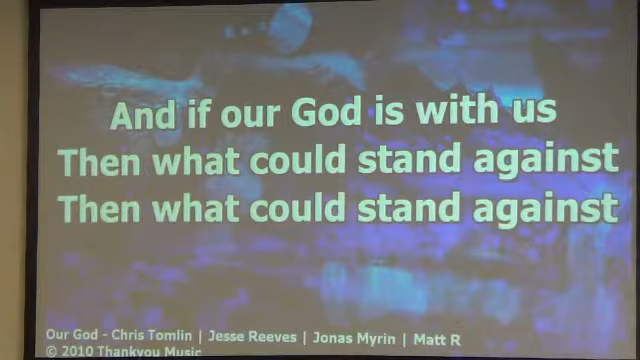 And if our God is with us
Then what could stand against
Then what could stand against
Our God - Chris Tomlin | Jesse Reeves | Jonas Myrin | Matt R
© 2010 Thankyou Music